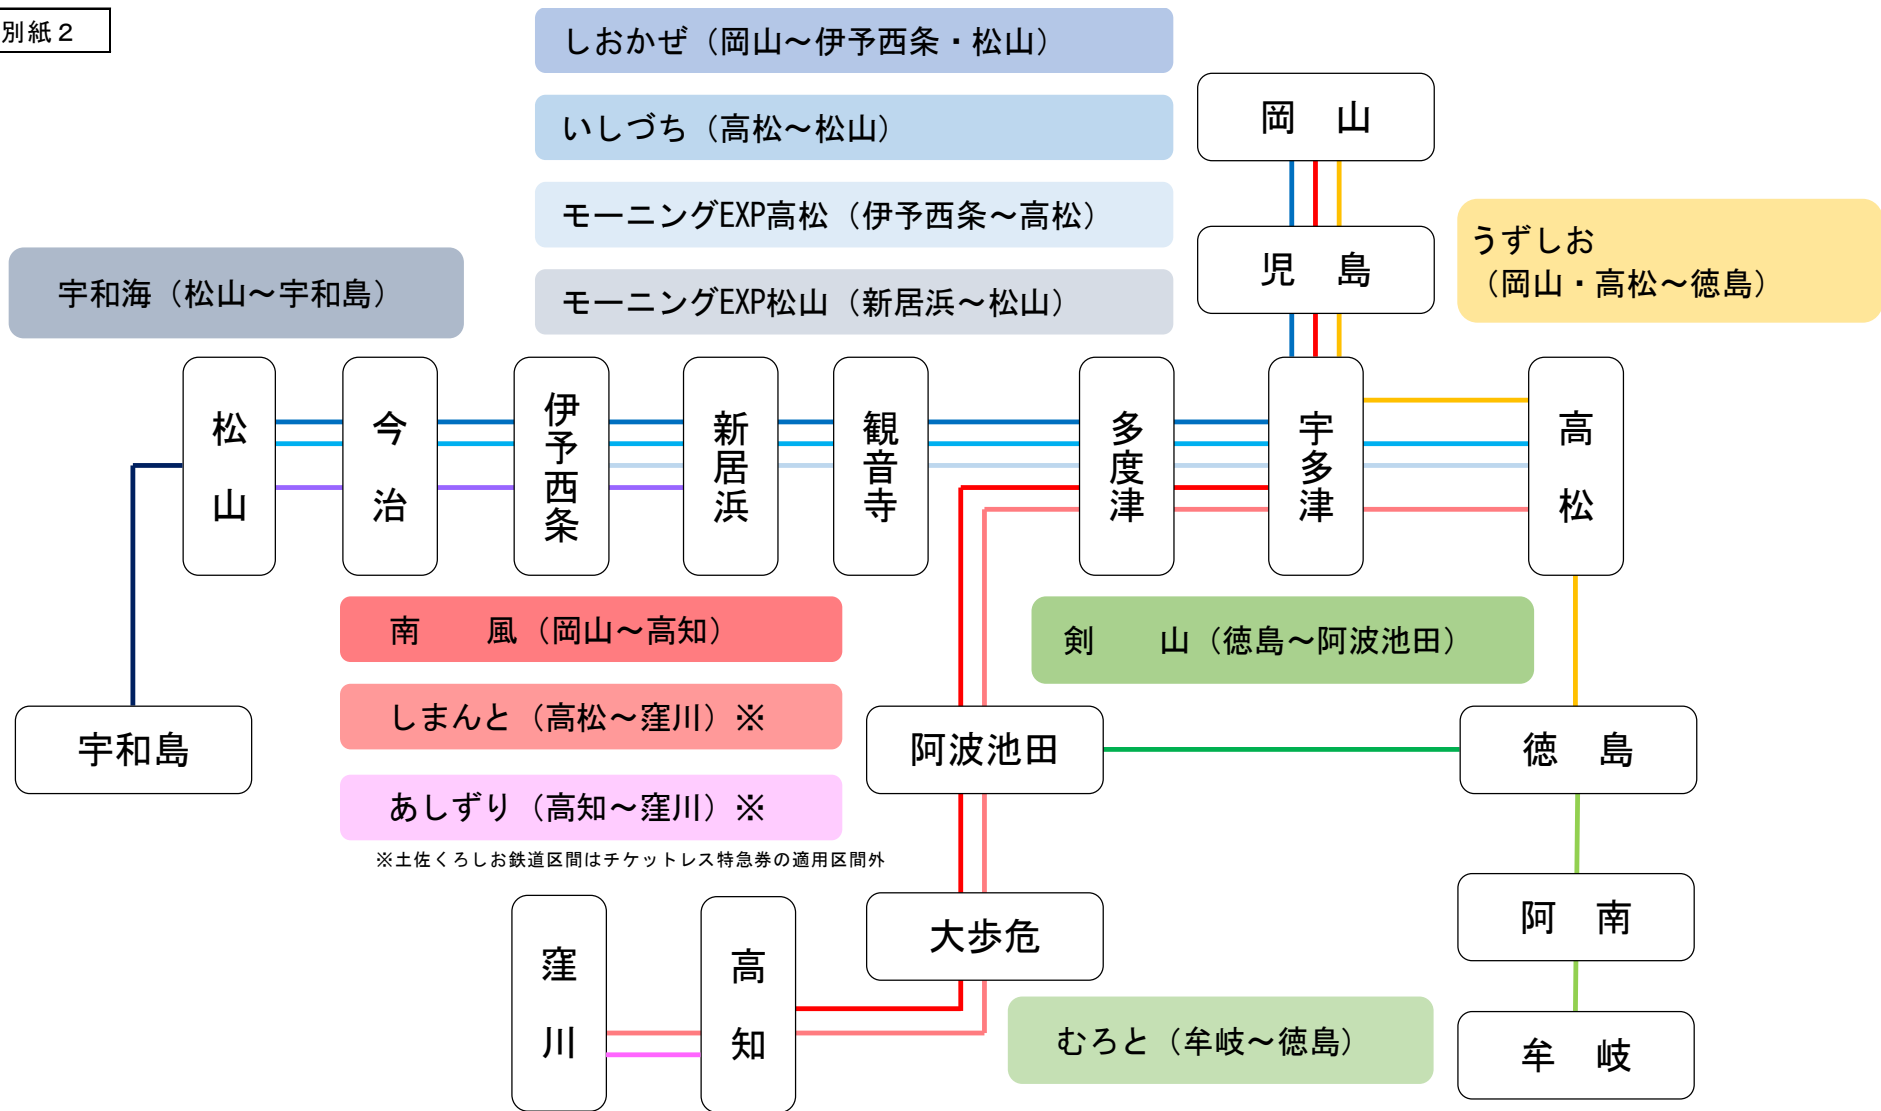 別紙２
しおかぜ（岡山～伊予西条・松山）
いしづち（高松～松山）
モーニングEXP高松（伊予西条～高松）
モーニングEXP松山（新居浜～松山）
宇和海（松山～宇和島）
うずしお
（岡山・高松～徳島）
岡　山
児　島
松山
今治
伊予西条
新居浜
観音寺
多度津
宇多津
高松
南　　風（岡山～高知）
しまんと（高松～窪川）※
あしずり（高知～窪川）※
※土佐くろしお鉄道区間はチケットレス特急券の適用区間外
剣　　山（徳島～阿波池田）
宇和島
阿波池田
徳　島
大歩危
阿　南
窪川
高知
むろと（牟岐～徳島）
牟　岐